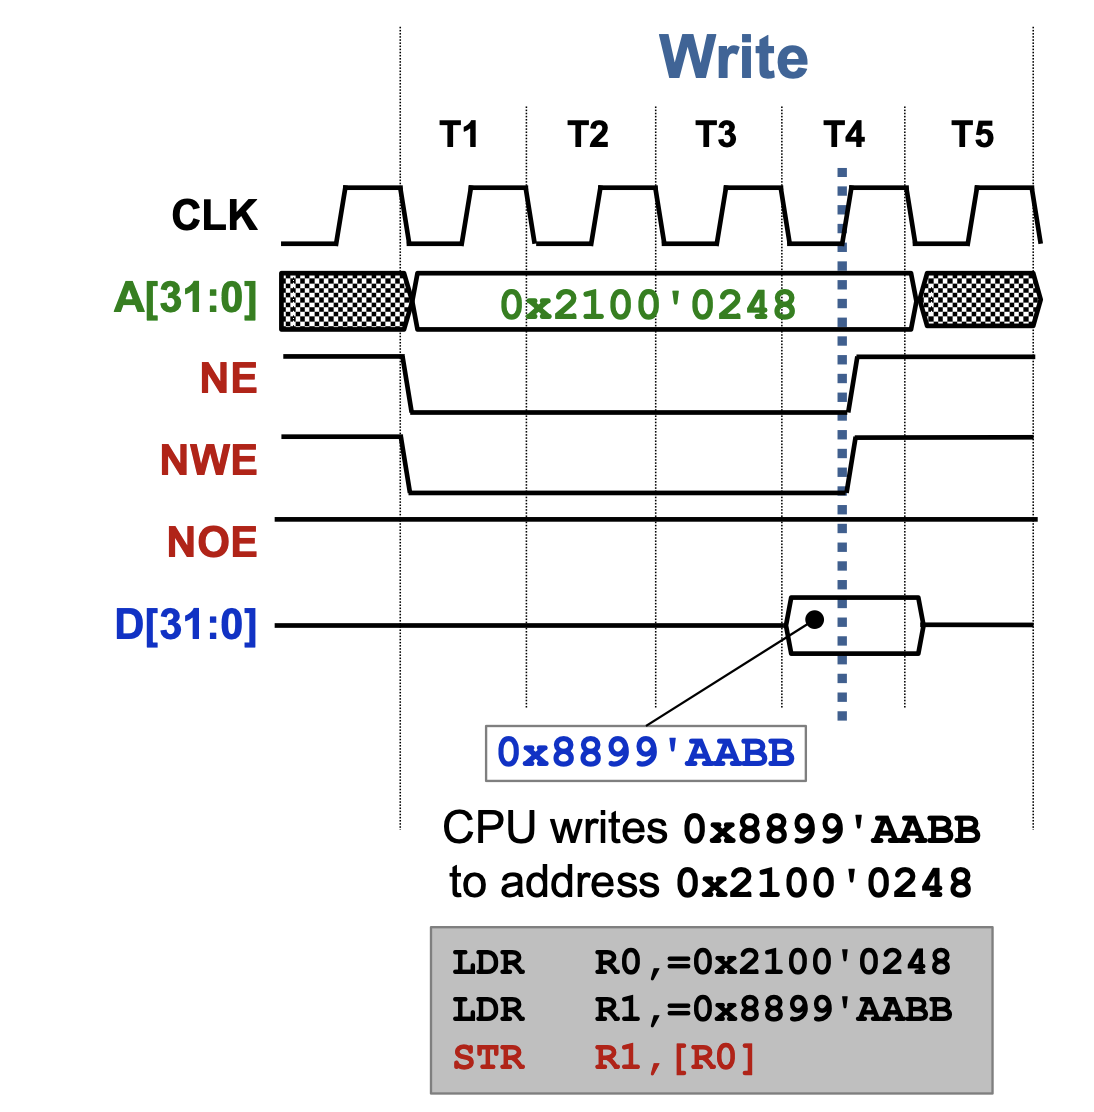 Write
T1 T2 T3 T4 T5
CLK
A[31:0] 0x2100'0248
NE
NWE
NOE
D[31:0]
0x8899'AABB
CPU writes 0x8899'AABB
to address 0x2100'0248
LDR R0,=0x2100'0248
LDR R1,=0x8899'AABB
STR R1,[R0]